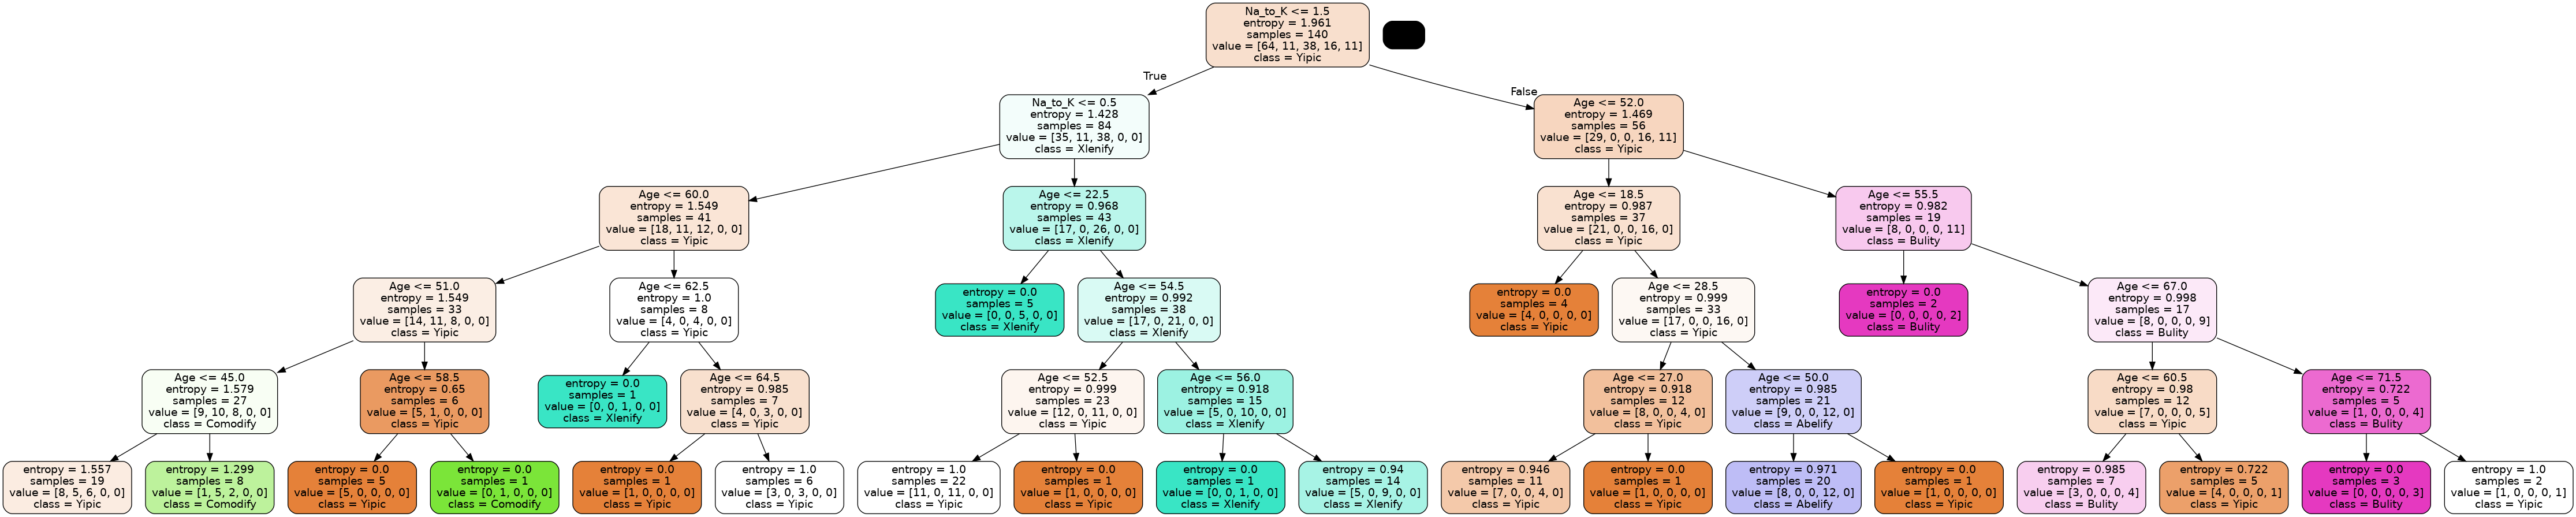 Na_to_K <= 1.5
entropy = 1.961
samples = 140
value = [64, 11, 38, 16, 11]
class = Yipic
True
False
Na_to_K <= 0.5
entropy = 1.428
samples = 84
value = [35, 11, 38, 0, 0]
class = Xlenify
Age <= 52.0
entropy = 1.469
samples = 56
value = [29, 0, 0, 16, 11]
class = Yipic
Age <= 60.0
entropy = 1.549
samples = 41
value = [18, 11, 12, 0, 0]
class = Yipic
Age <= 22.5
entropy = 0.968
samples = 43
value = [17, 0, 26, 0, 0]
class = Xlenify
Age <= 18.5
entropy = 0.987
samples = 37
value = [21, 0, 0, 16, 0]
class = Yipic
Age <= 55.5
entropy = 0.982
samples = 19
value = [8, 0, 0, 0, 11]
class = Bulity
Age <= 51.0
entropy = 1.549
samples = 33
value = [14, 11, 8, 0, 0]
class = Yipic
Age <= 62.5
entropy = 1.0
samples = 8
value = [4, 0, 4, 0, 0]
class = Yipic
entropy = 0.0
samples = 5
value = [0, 0, 5, 0, 0]
class = Xlenify
Age <= 54.5
entropy = 0.992
samples = 38
value = [17, 0, 21, 0, 0]
class = Xlenify
entropy = 0.0
samples = 4
value = [4, 0, 0, 0, 0]
class = Yipic
Age <= 28.5
entropy = 0.999
samples = 33
value = [17, 0, 0, 16, 0]
class = Yipic
entropy = 0.0
samples = 2
value = [0, 0, 0, 0, 2]
class = Bulity
Age <= 67.0
entropy = 0.998
samples = 17
value = [8, 0, 0, 0, 9]
class = Bulity
Age <= 45.0
entropy = 1.579
samples = 27
value = [9, 10, 8, 0, 0]
class = Comodify
Age <= 58.5
entropy = 0.65
samples = 6
value = [5, 1, 0, 0, 0]
class = Yipic
entropy = 0.0
samples = 1
value = [0, 0, 1, 0, 0]
class = Xlenify
Age <= 64.5
entropy = 0.985
samples = 7
value = [4, 0, 3, 0, 0]
class = Yipic
Age <= 52.5
entropy = 0.999
samples = 23
value = [12, 0, 11, 0, 0]
class = Yipic
Age <= 56.0
entropy = 0.918
samples = 15
value = [5, 0, 10, 0, 0]
class = Xlenify
Age <= 27.0
entropy = 0.918
samples = 12
value = [8, 0, 0, 4, 0]
class = Yipic
Age <= 50.0
entropy = 0.985
samples = 21
value = [9, 0, 0, 12, 0]
class = Abelify
Age <= 60.5
entropy = 0.98
samples = 12
value = [7, 0, 0, 0, 5]
class = Yipic
Age <= 71.5
entropy = 0.722
samples = 5
value = [1, 0, 0, 0, 4]
class = Bulity
entropy = 1.557
samples = 19
value = [8, 5, 6, 0, 0]
class = Yipic
entropy = 1.299
samples = 8
value = [1, 5, 2, 0, 0]
class = Comodify
entropy = 0.0
samples = 5
value = [5, 0, 0, 0, 0]
class = Yipic
entropy = 0.0
samples = 1
value = [0, 1, 0, 0, 0]
class = Comodify
entropy = 0.0
samples = 1
value = [1, 0, 0, 0, 0]
class = Yipic
entropy = 1.0
samples = 6
value = [3, 0, 3, 0, 0]
class = Yipic
entropy = 1.0
samples = 22
value = [11, 0, 11, 0, 0]
class = Yipic
entropy = 0.0
samples = 1
value = [1, 0, 0, 0, 0]
class = Yipic
entropy = 0.0
samples = 1
value = [0, 0, 1, 0, 0]
class = Xlenify
entropy = 0.94
samples = 14
value = [5, 0, 9, 0, 0]
class = Xlenify
entropy = 0.946
samples = 11
value = [7, 0, 0, 4, 0]
class = Yipic
entropy = 0.0
samples = 1
value = [1, 0, 0, 0, 0]
class = Yipic
entropy = 0.971
samples = 20
value = [8, 0, 0, 12, 0]
class = Abelify
entropy = 0.0
samples = 1
value = [1, 0, 0, 0, 0]
class = Yipic
entropy = 0.985
samples = 7
value = [3, 0, 0, 0, 4]
class = Bulity
entropy = 0.722
samples = 5
value = [4, 0, 0, 0, 1]
class = Yipic
entropy = 0.0
samples = 3
value = [0, 0, 0, 0, 3]
class = Bulity
entropy = 1.0
samples = 2
value = [1, 0, 0, 0, 1]
class = Yipic